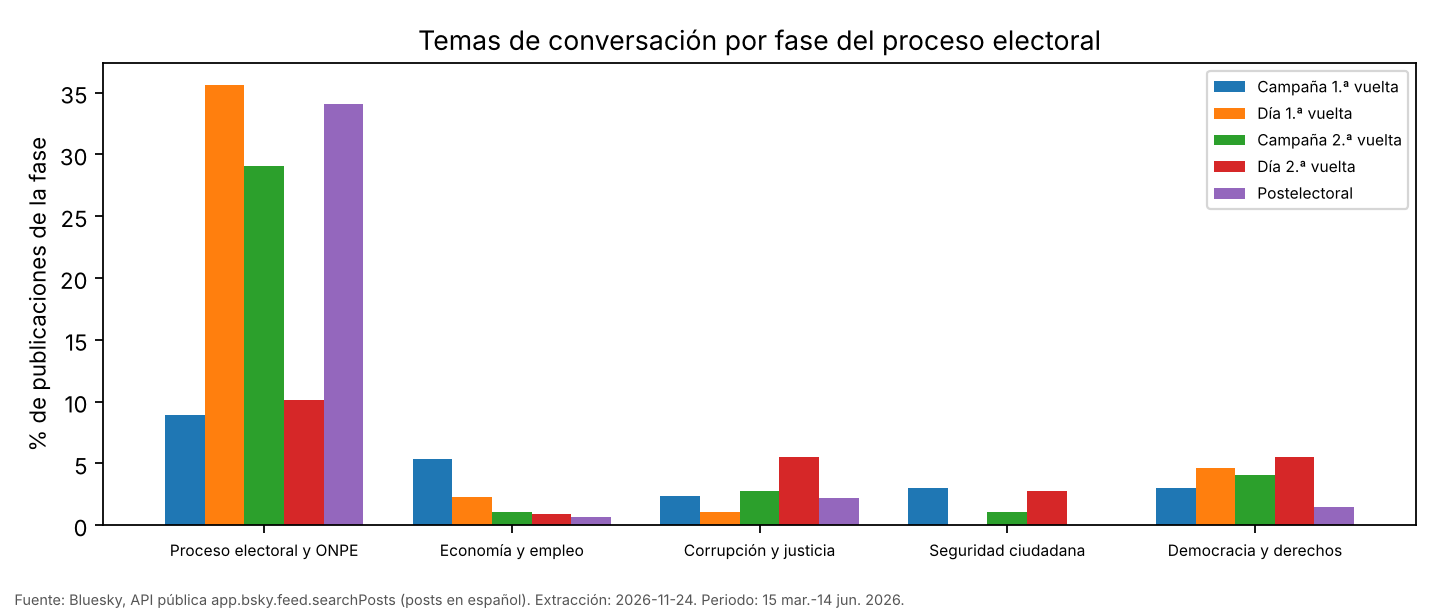 Temas de conversación por fase del proceso electoral
% de publicaciones de la fase
35
30
25
20
15
10
5
0
Campaña 1.ª vuelta
Día 1.ª vuelta
Campaña 2.ª vuelta
Día 2.ª vuelta
Postelectoral
Proceso electoral y ONPE
Economía y empleo
Corrupción y justicia
Seguridad ciudadana
Democracia y derechos
Fuente: Bluesky, API pública app.bsky.feed.searchPosts (posts en español). Extracción: 2026-11-24. Periodo: 15 mar.-14 jun. 2026.